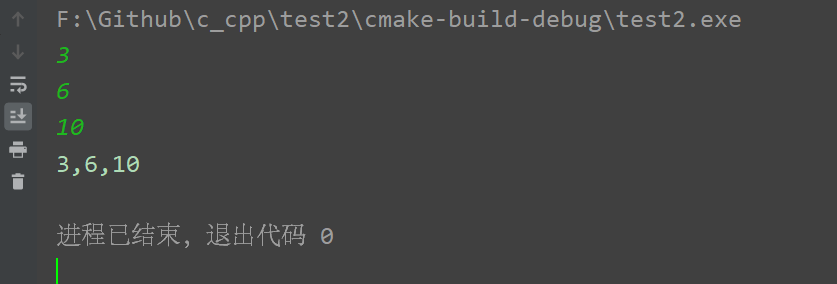 F:\Github\c_cpp\test2\cmake-build-debug\test2.exe
3
6
10
3,6,10
进程已结束, 退出代码 0